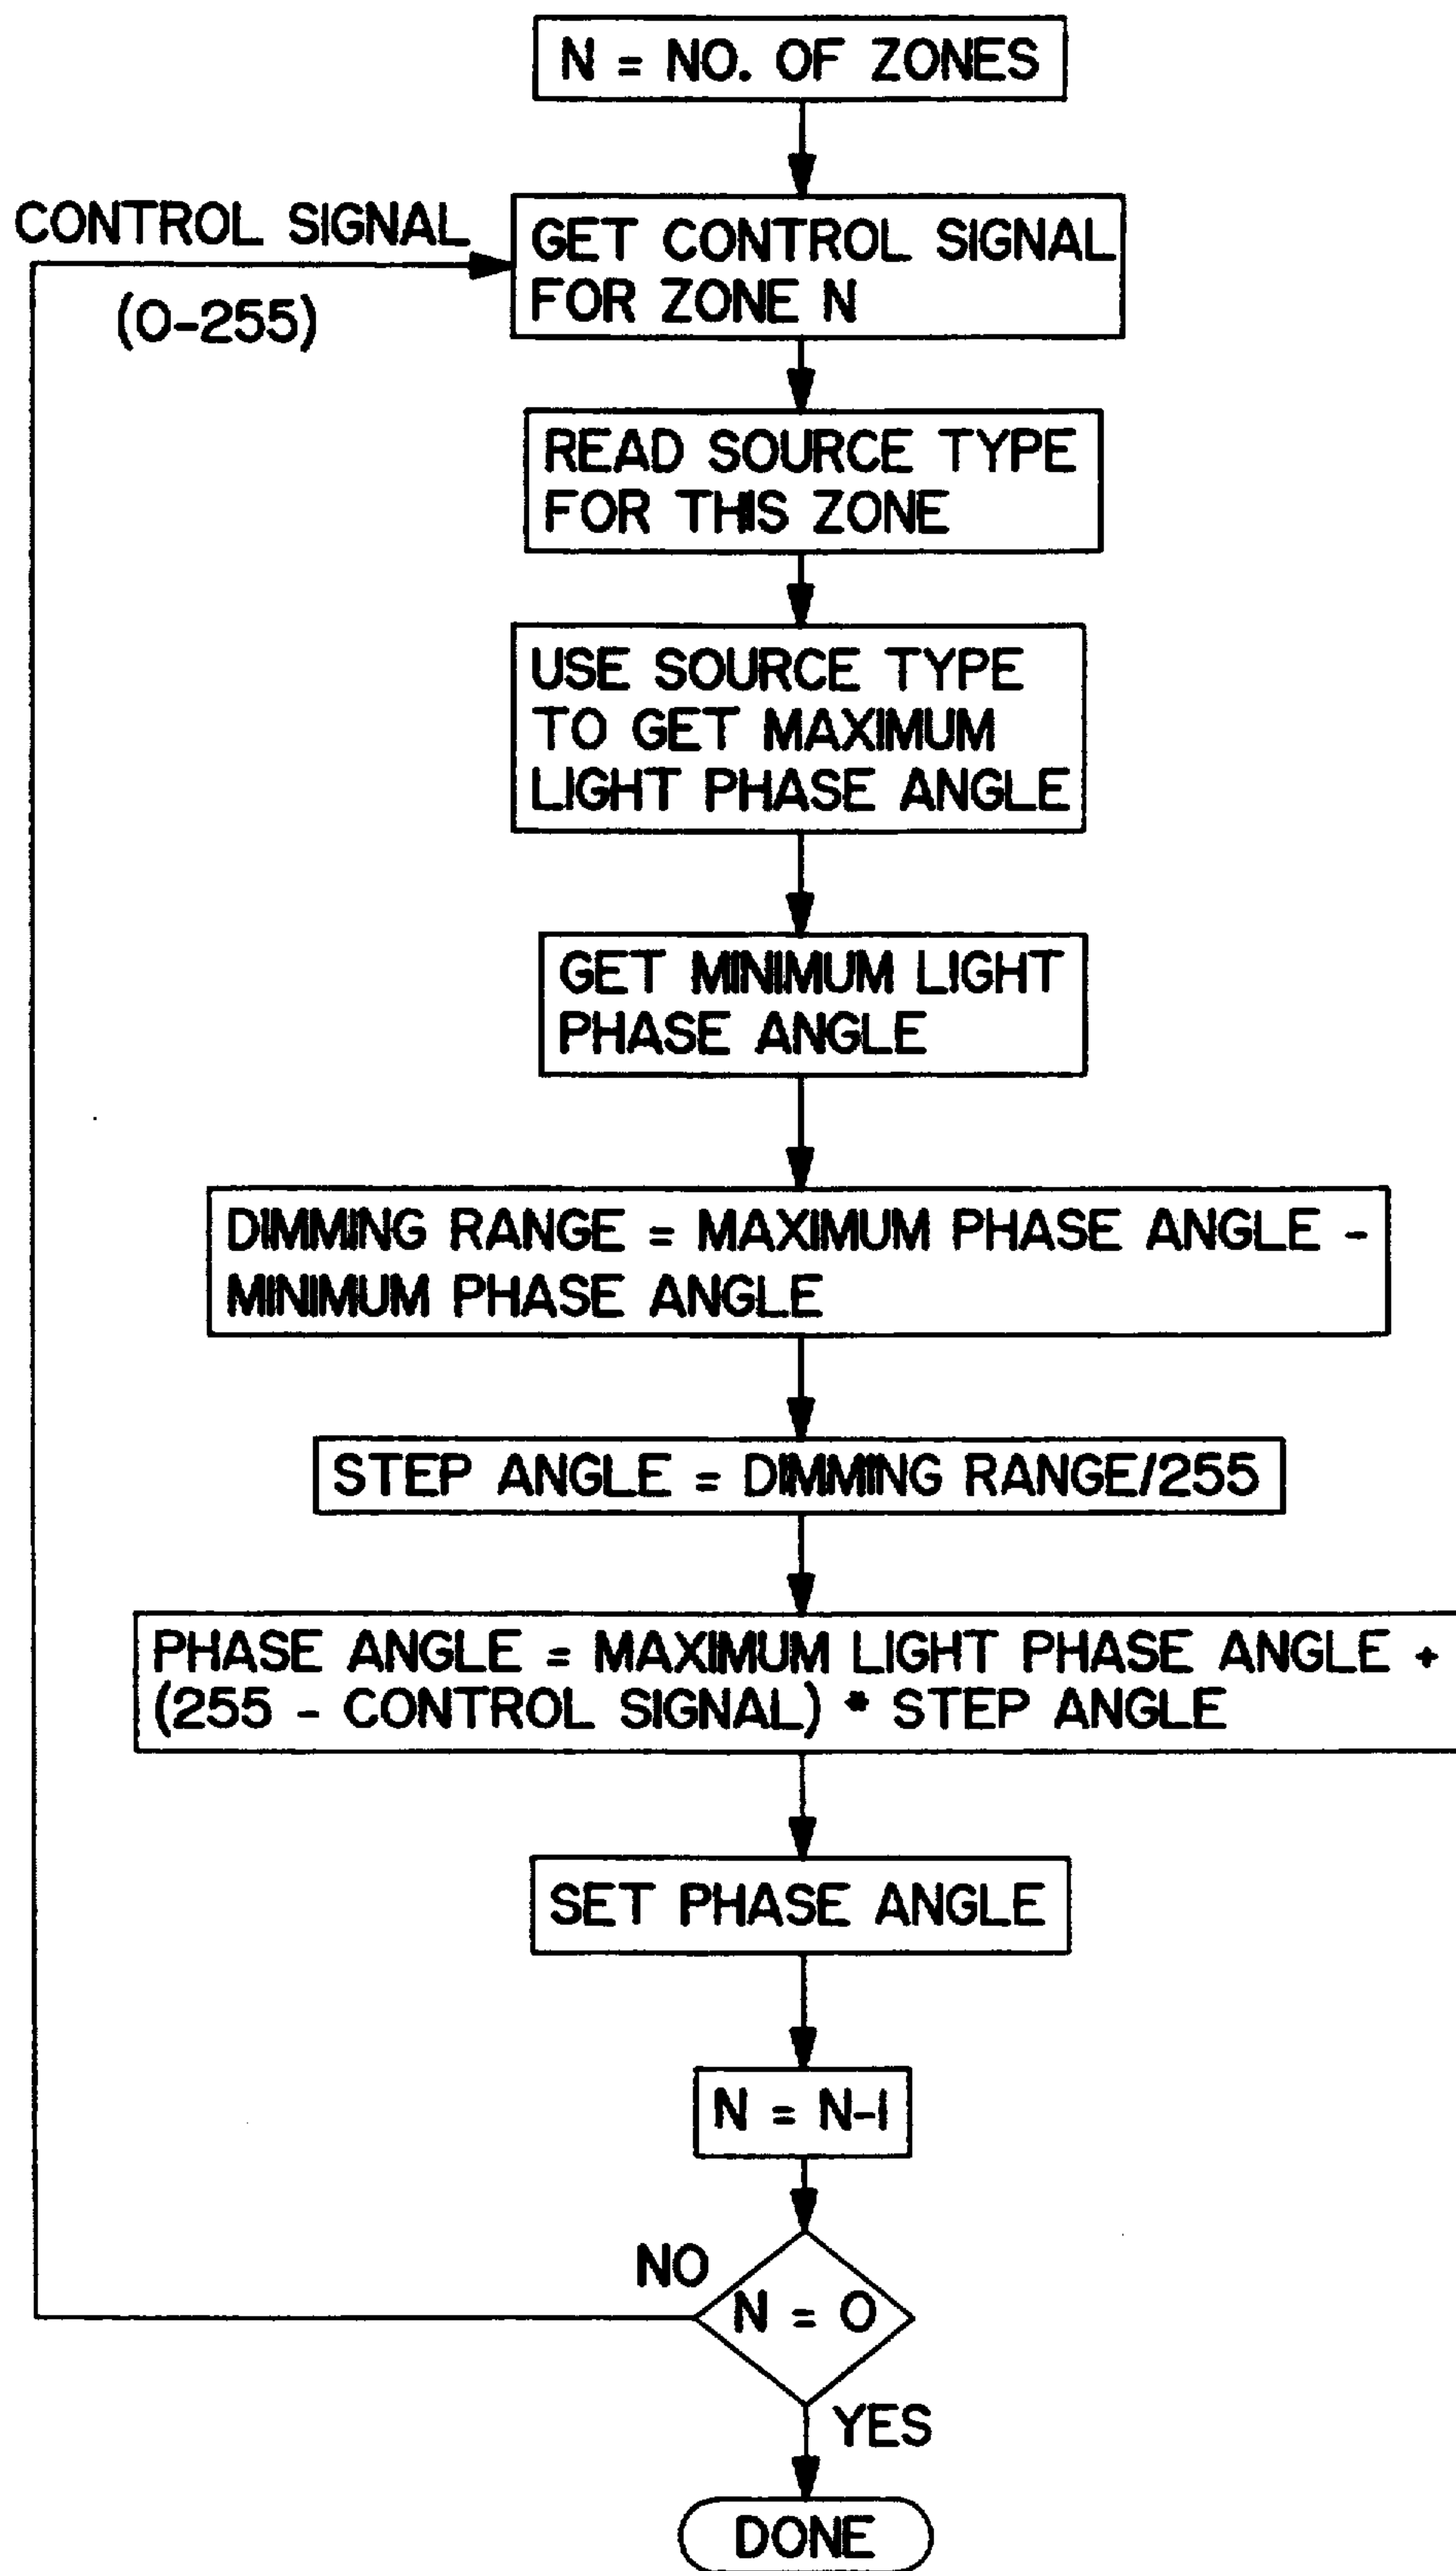 N = NO. OF ZONES
CONTROL SIGNAL
(0-255)
GET CONTROL SIGNAL
FOR ZONE N
READ SOURCE TYPE
FOR THIS ZONE
USE SOURCE TYPE
TO GET MAXIMUM
LIGHT PHASE ANGLE
GET MINIMUM LIGHT
PHASE ANGLE
DIMMING RANGE = MAXIMUM PHASE ANGLE -
MINIMUM PHASE ANGLE
STEP ANGLE = DIMMING RANGE/255
PHASE ANGLE = MAXIMUM LIGHT PHASE ANGLE +
(255 - CONTROL SIGNAL) * STEP ANGLE
SET PHASE ANGLE
N = N-1
NO
N = 0
YES
DONE